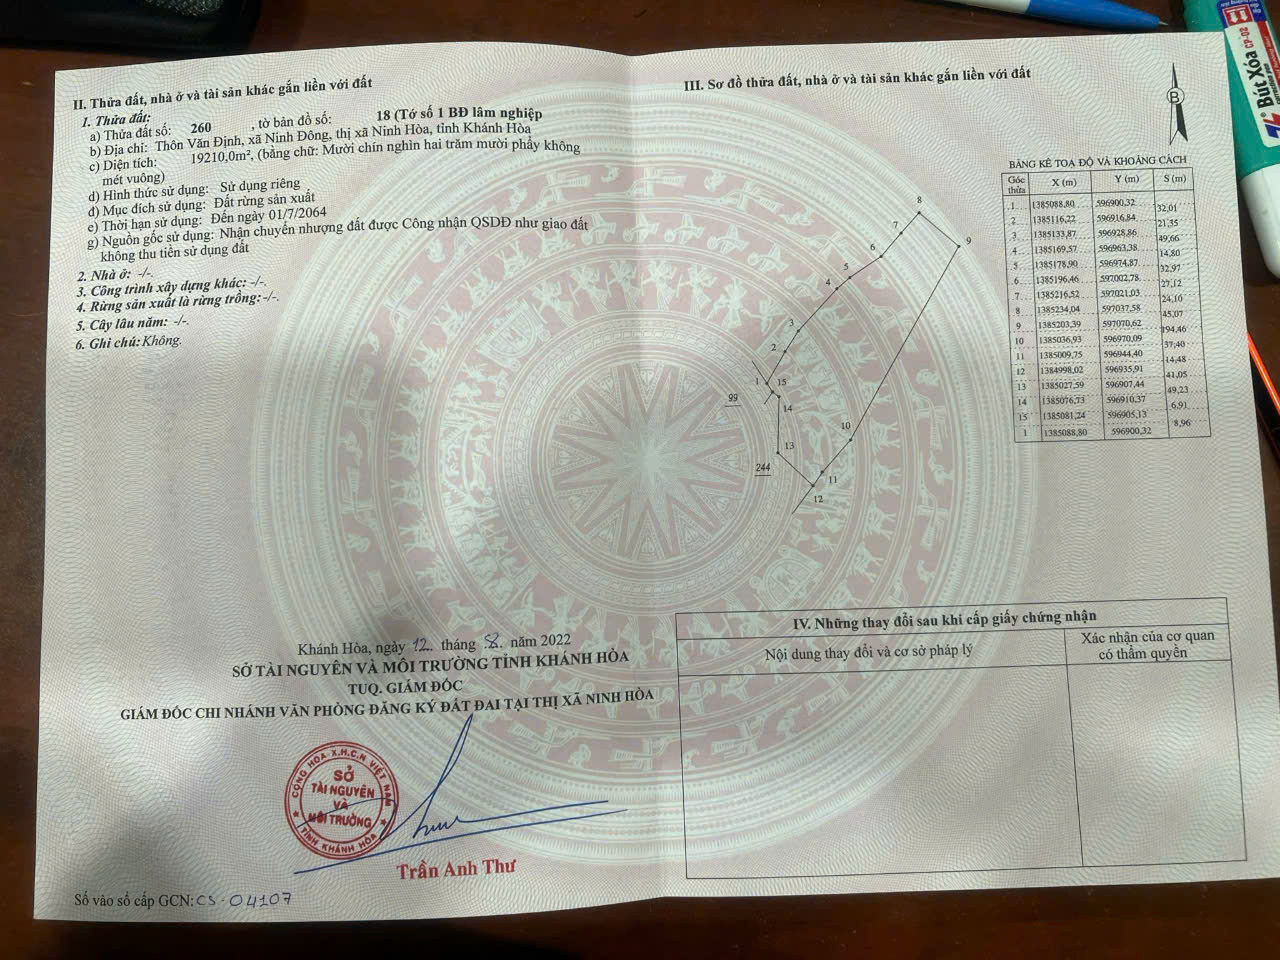 II. Thửa đất, nhà ở và tài sản khác gắn liền với đất
1. Thửa đất:
a) Thửa đất số: 260 , tờ bản đồ số: 18 (Tờ số 1 BĐ lâm nghiệp
b) Địa chỉ: Thôn Văn Định, xã Ninh Đông, thị xã Ninh Hòa, tỉnh Khánh Hòa
c) Diện tích: 19210,0m², (bằng chữ: Mười chín nghìn hai trăm mười phẩy không
mét vuông)
d) Hình thức sử dụng: Sử dụng riêng
đ) Mục đích sử dụng: Đất rừng sản xuất
e) Thời hạn sử dụng: Đến ngày 01/7/2064
g) Nguồn gốc sử dụng: Nhận chuyển nhượng đất được Công nhận QSDĐ như giao đất
không thu tiền sử dụng đất
2. Nhà ở: -/-.
3. Công trình xây dựng khác: -/-.
4. Rừng sản xuất là rừng trồng: -/-.
5. Cây lâu năm: -/-.
6. Ghi chú: Không.
Khánh Hòa, ngày 12. tháng .8. năm 2022
SỞ TÀI NGUYÊN VÀ MÔI TRƯỜNG TỈNH KHÁNH HÒA
TUQ. GIÁM ĐỐC
GIÁM ĐỐC CHI NHÁNH VĂN PHÒNG ĐĂNG KÝ ĐẤT ĐAI TẠI THỊ XÃ NINH HÒA
CỘNG HÒA X.H.C.N VIỆT NAM
SỞ
TÀI NGUYÊN
VÀ
MÔI TRƯỜNG
TỈNH KHÁNH HÒA
Trần Anh Thư
Số vào sổ cấp GCN: CS.04107
III. Sơ đồ thửa đất, nhà ở và tài sản khác gắn liền với đất
B
8
7
9
6
5
4
3
2
1
15
99
14
10
13
244
11
12
BẢNG KÊ TOẠ ĐỘ VÀ KHOẢNG CÁCH
Góc thửa X (m) Y (m) S (m)
1 1385088,80 596900,32
32,01
2 1385116,22 596916,84
21,35
3 1385133,87 596928,86
49,66
4 1385169,57 596963,38
14,80
5 1385178,90 596974,87
32,97
6 1385196,46 597002,78
27,12
7 1385216,52 597021,03
24,10
8 1385234,04 597037,58
45,07
9 1385203,39 597070,62
194,46
10 1385036,93 596970,09
37,40
11 1385009,75 596944,40
14,48
12 1384998,02 596935,91
41,05
13 1385027,59 596907,44
49,23
14 1385076,73 596910,37
6,91
15 1385081,24 596905,13
8,96
1 1385088,80 596900,32
IV. Những thay đổi sau khi cấp giấy chứng nhận
Nội dung thay đổi và cơ sở pháp lý
Xác nhận của cơ quan
có thẩm quyền
Bút Xóa CP-02